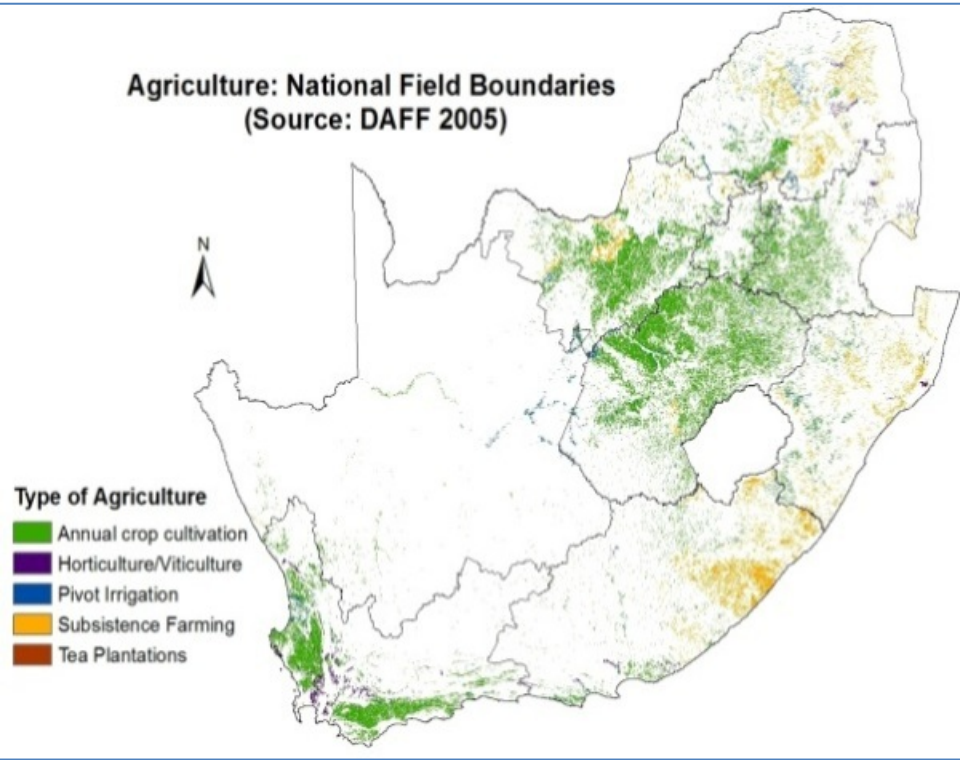 Agriculture: National Field Boundaries
(Source: DAFF 2005)
N
Type of Agriculture
Annual crop cultivation
Horticulture/Viticulture
Pivot Irrigation
Subsistence Farming
Tea Plantations